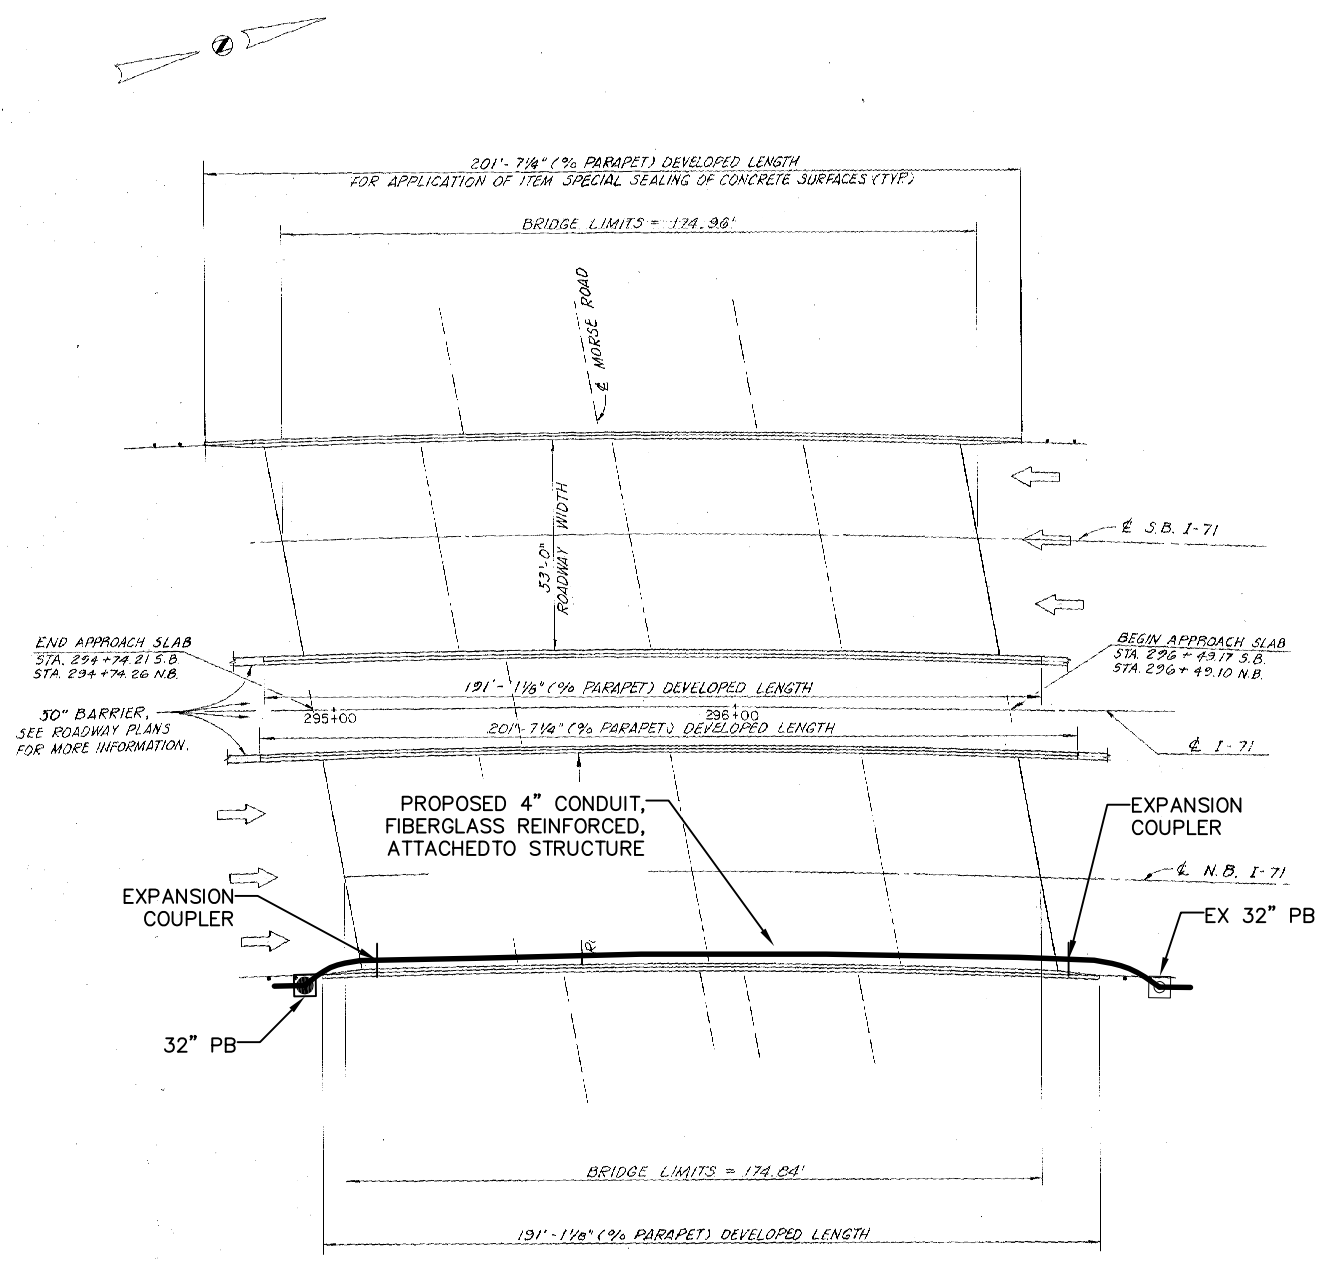 201'-7¼" (℅ PARAPET) DEVELOPED LENGTH
FOR APPLICATION OF ITEM SPECIAL SEALING OF CONCRETE SURFACES (TYP.)
BRIDGE LIMITS = 174.96'
℄ MORSE ROAD
53'-0"
ROADWAY WIDTH
℄ S.B. I-71
END APPROACH SLAB
STA. 294+74.21 S.B.
STA. 294+74.26 N.B.
BEGIN APPROACH SLAB
STA. 296+49.17 S.B.
STA. 296+49.10 N.B.
191'-1⅛" (℅ PARAPET) DEVELOPED LENGTH
50" BARRIER,
SEE ROADWAY PLANS
FOR MORE INFORMATION.
295+00
296+00
201'-7¼" (℅ PARAPET) DEVELOPED LENGTH
℄ I-71
PROPOSED 4" CONDUIT,
FIBERGLASS REINFORCED,
ATTACHEDTO STRUCTURE
EXPANSION
COUPLER
℄ N.B. I-71
EXPANSION
COUPLER
EX 32" PB
32" PB
BRIDGE LIMITS = 174.84'
191'-1⅛" (℅ PARAPET) DEVELOPED LENGTH